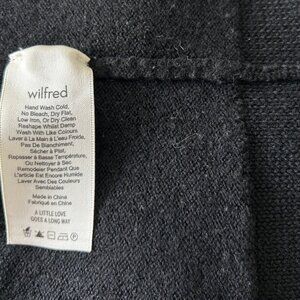 wilfred
Hand Wash Cold,
No Bleach, Dry Flat,
Low Iron, Or Dry Clean
Reshape Whilst Damp
Wash With Like Colours
Laver À La Main À L'eau Froide,
Pas De Blanchiment,
Sécher à Plat,
Repasser à Basse Température,
Ou Nettoyer à Sec
Remodeler Pendant Que
L'article Est Encore Humide
Laver Avec Des Couleurs
Semblables
Made in China
Fabriqué en Chine
A LITTLE LOVE
GOES A LONG WAY